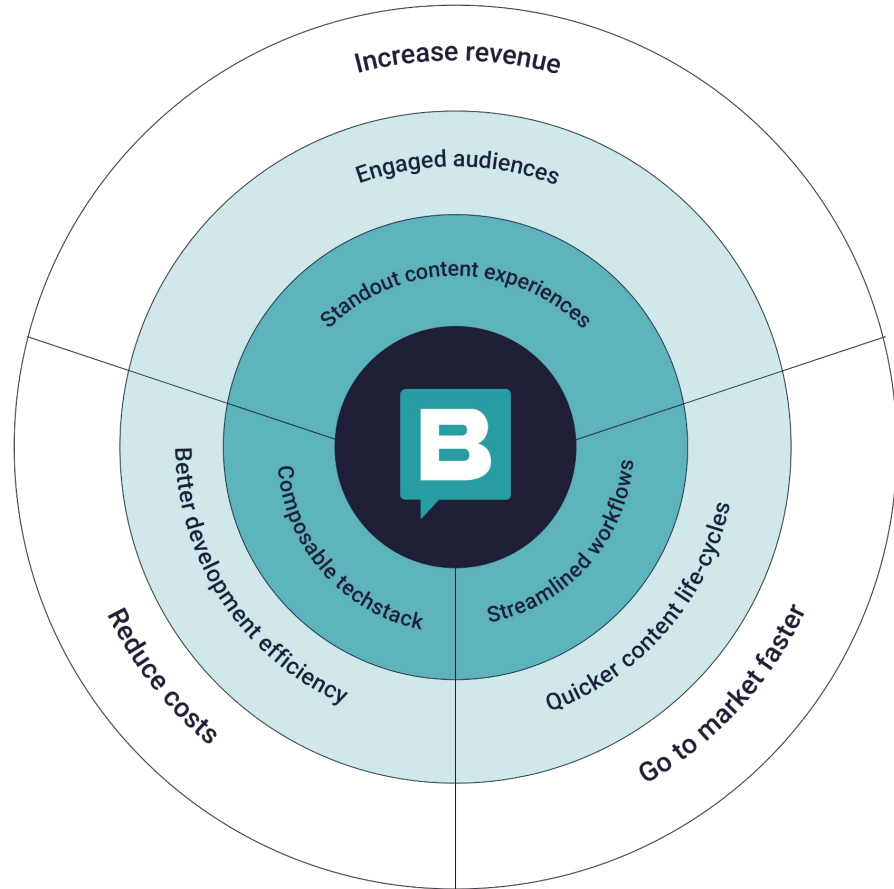 Increase revenue
Engaged audiences
Standout content experiences
B
Composable techstack
Streamlined workflows
Better development efficiency
Quicker content life-cycles
Reduce costs
Go to market faster